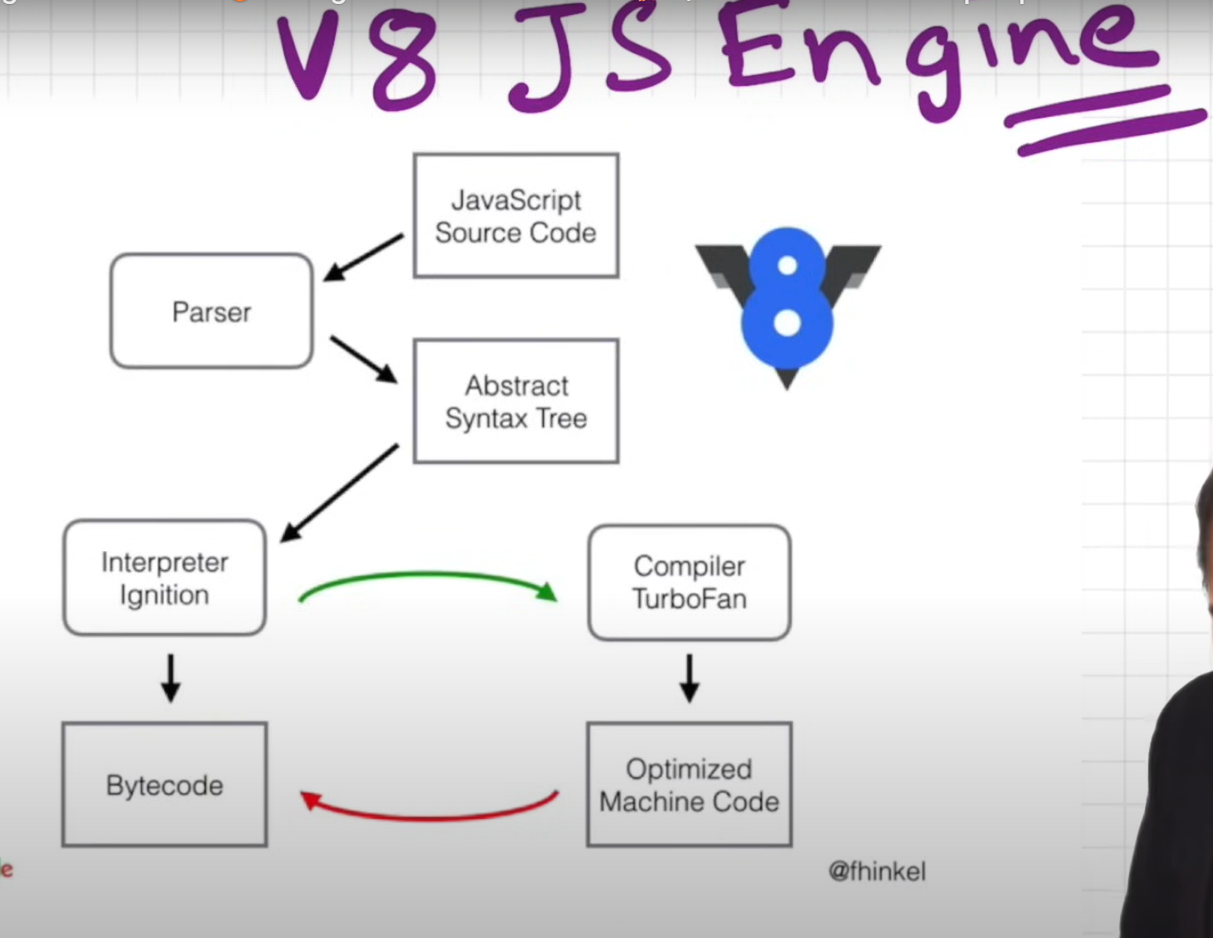 V8 JS Engine
JavaScript
Source Code
Parser
Abstract
Syntax Tree
Interpreter
Ignition
Compiler
TurboFan
Bytecode
Optimized
Machine Code
@fhinkel